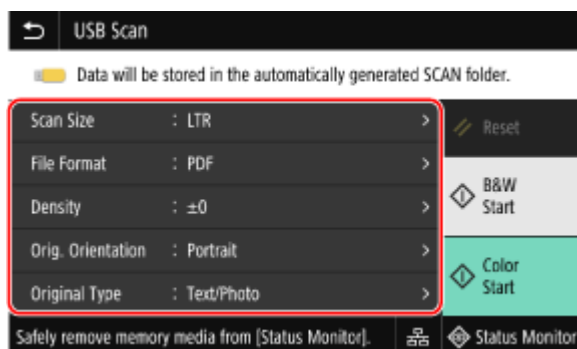 USB Scan
Data will be stored in the automatically generated SCAN folder.
Scan Size : LTR >
File Format : PDF >
Density : ±0 >
Orig. Orientation : Portrait >
Original Type : Text/Photo >
Reset
B&W
Start
Color
Start
Safely remove memory media from [Status Monitor].
Status Monitor